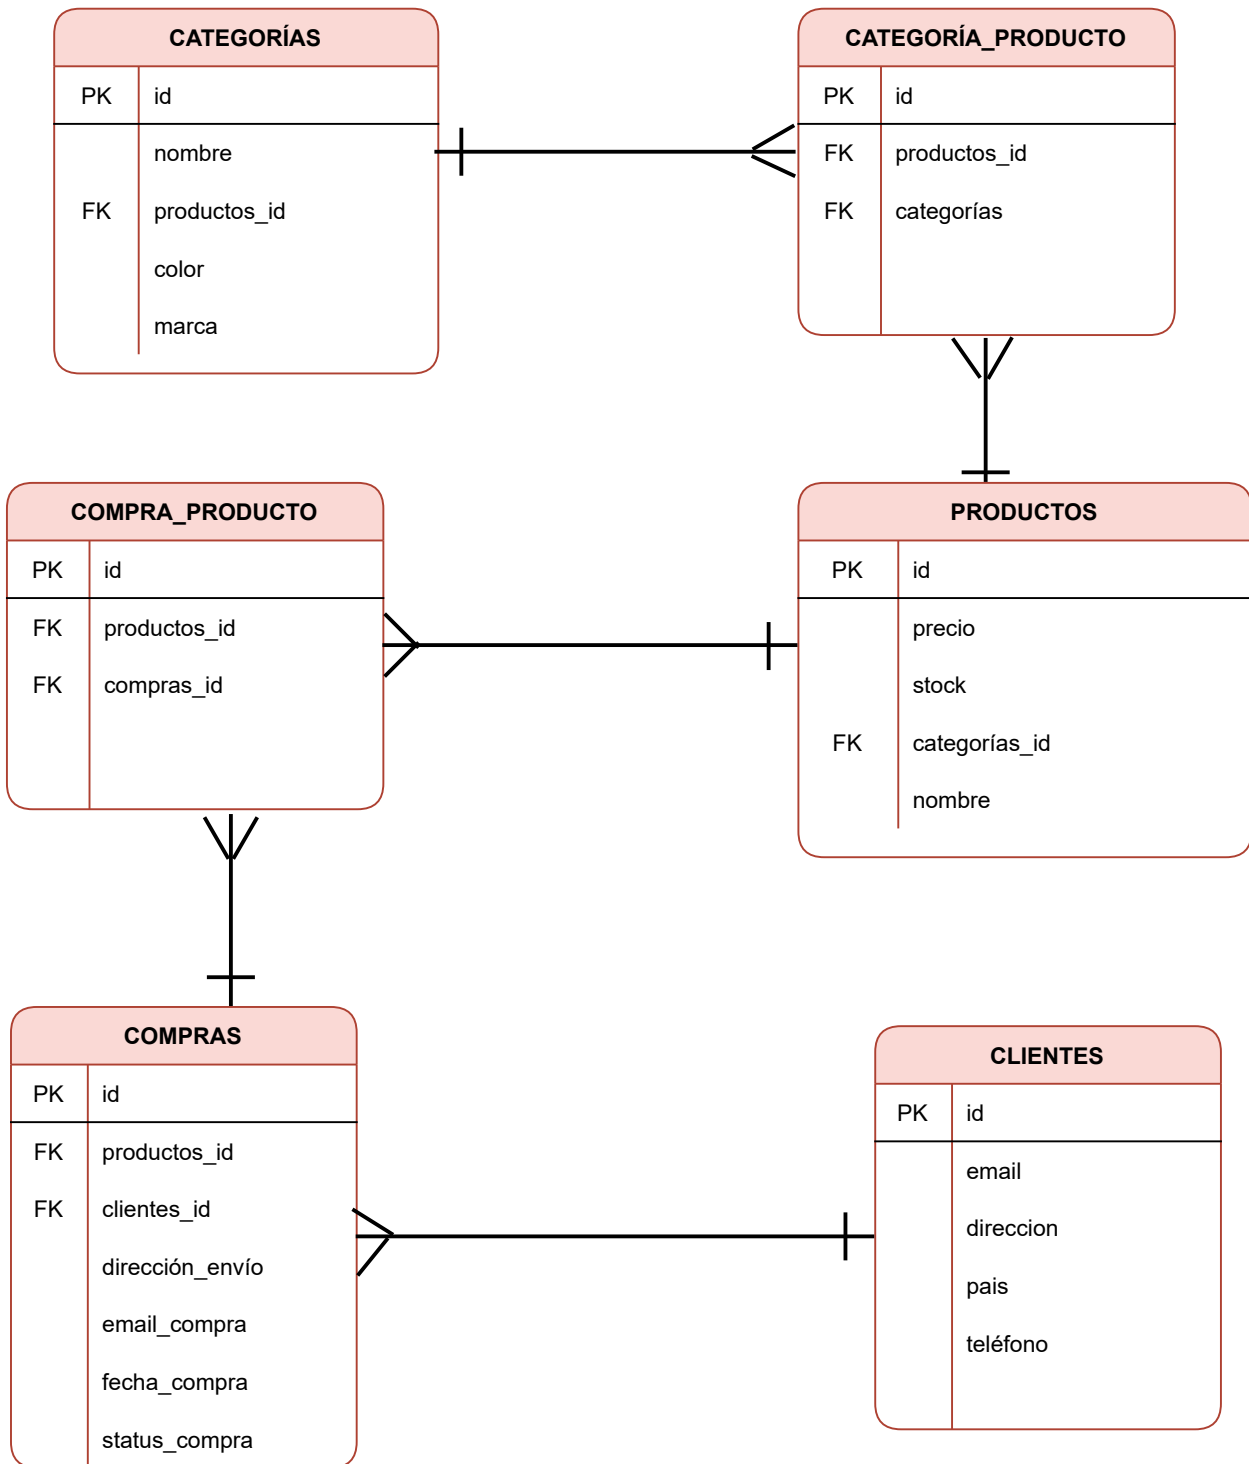 CATEGORÍAS
PK id
nombre
FK productos_id
color
marca
CATEGORÍA_PRODUCTO
PK id
FK productos_id
FK categorías
COMPRA_PRODUCTO
PK id
FK productos_id
FK compras_id
PRODUCTOS
PK id
precio
stock
FK categorías_id
nombre
COMPRAS
PK id
FK productos_id
FK clientes_id
dirección_envío
email_compra
fecha_compra
status_compra
CLIENTES
PK id
email
direccion
pais
teléfono